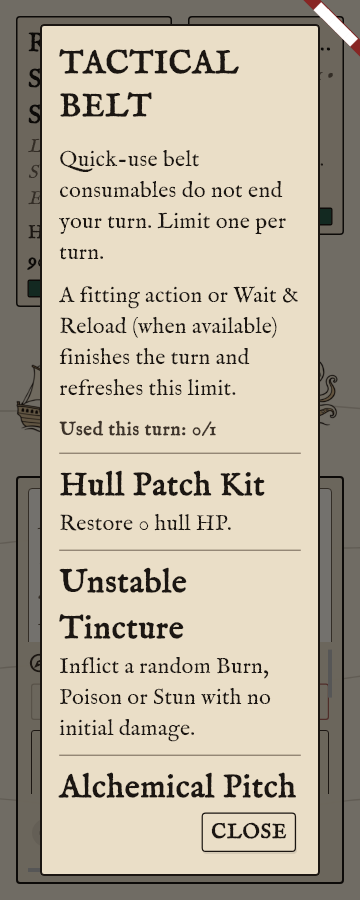 TACTICAL
BELT
Quick-use belt
consumables do not end
your turn. Limit one per
turn.
A fitting action or Wait &
Reload (when available)
finishes the turn and
refreshes this limit.
Used this turn: 0/1
Hull Patch Kit
Restore 0 hull HP.
Unstable
Tincture
Inflict a random Burn,
Poison or Stun with no
initial damage.
Alchemical Pitch
CLOSE